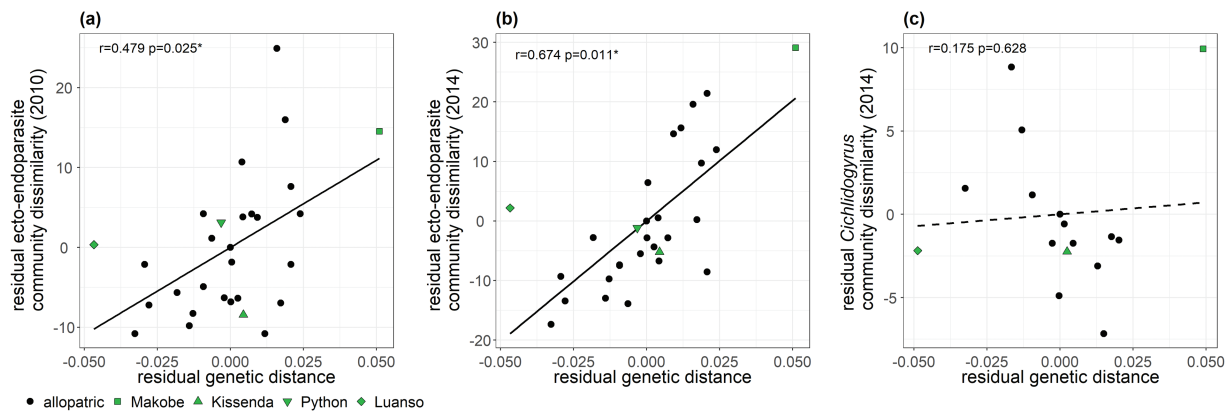 (a)
r=0.479 p=0.025*
residual ecto-endoparasite
community dissimilarity (2010)
20
10
0
-10
-0.050
-0.025
0.000
0.025
0.050
residual genetic distance
(b)
r=0.674 p=0.011*
residual ecto-endoparasite
community dissimilarity (2014)
30
20
10
0
-10
-20
-0.050
-0.025
0.000
0.025
0.050
residual genetic distance
(c)
r=0.175 p=0.628
residual Cichlidogyrus
community dissimilarity (2014)
10
5
0
-5
-0.050
-0.025
0.000
0.025
0.050
residual genetic distance
allopatric Makobe Kissenda Python Luanso